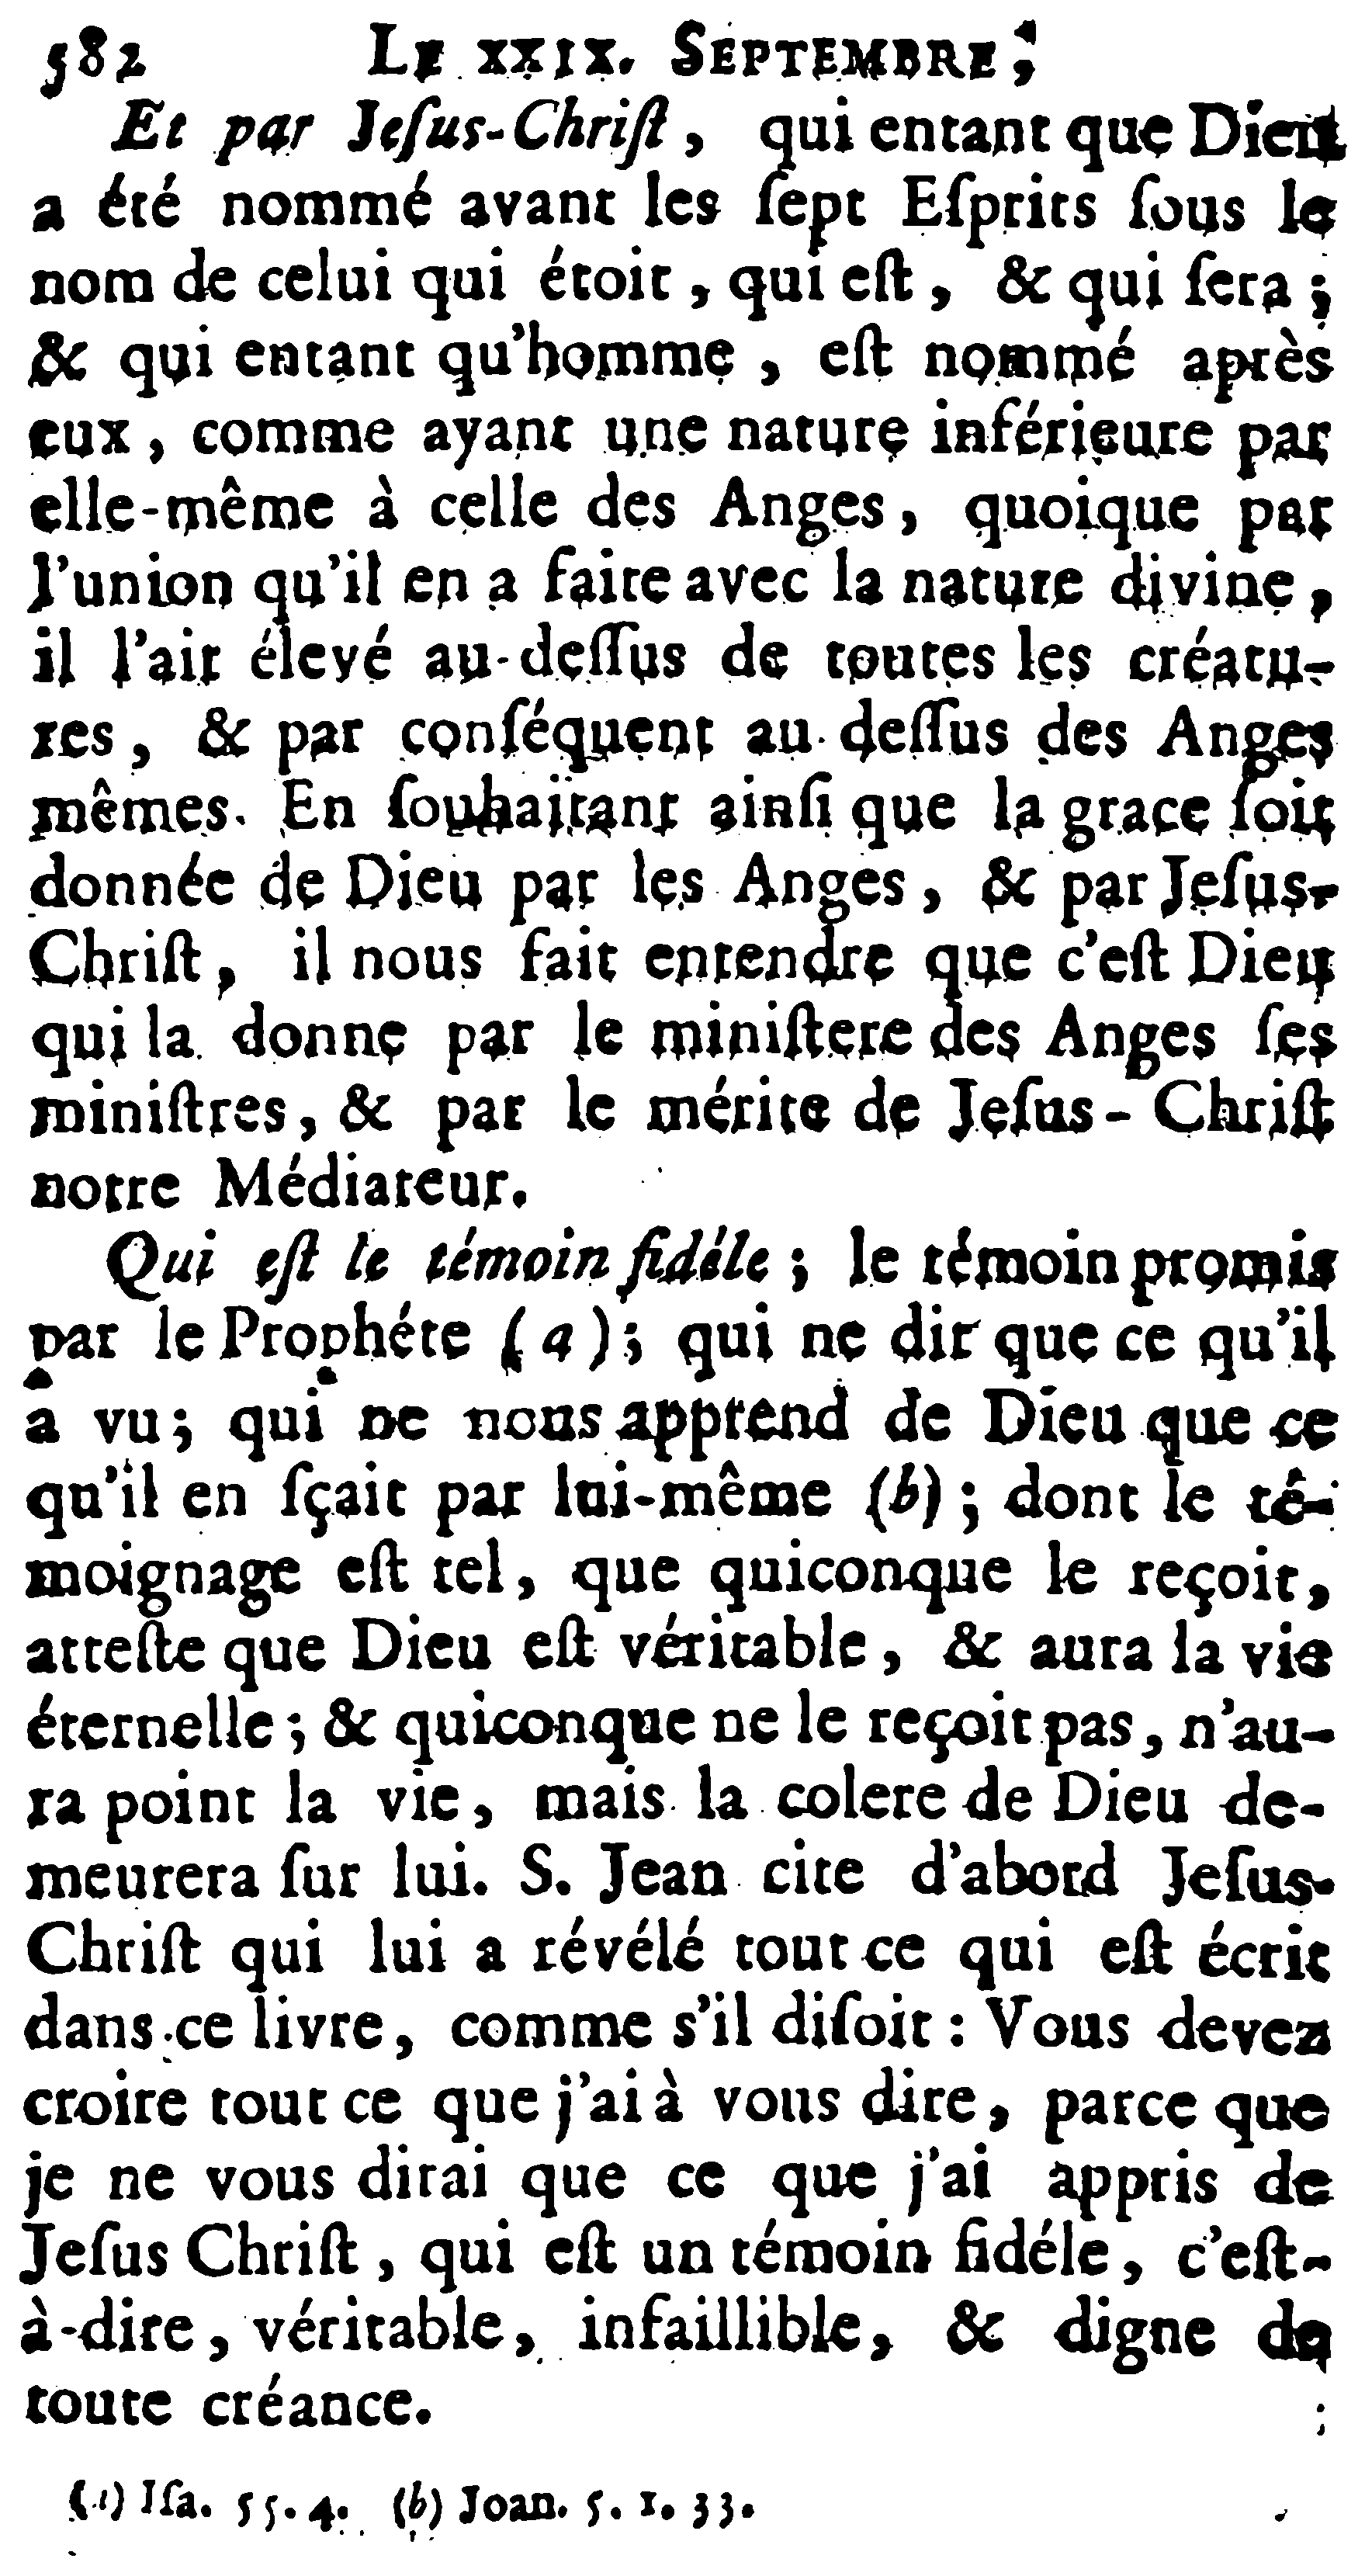 582 LE XXIX. SEPTEMBRE;
Et par Jeſus-Chriſt, qui entant que Dieu
a été nommé avant les ſept Eſprits ſous le
nom de celui qui étoit, qui eſt, & qui ſera;
& qui entant qu'homme, eſt nommé après
eux, comme ayant une nature inférieure par
elle-même à celle des Anges, quoique par
l'union qu'il en a faite avec la nature divine,
il l'ait élevé au-deſſus de toutes les créatu-
res, & par conſéquent au-deſſus des Anges
mêmes. En ſouhaitant ainſi que la grace ſoit
donnée de Dieu par les Anges, & par Jeſus-
Chriſt, il nous fait entendre que c'eſt Dieu
qui la donne par le miniſtere des Anges ſes
miniſtres, & par le mérite de Jeſus-Chriſt
notre Médiateur.
Qui eſt le témoin fidéle; le témoin promis
par le Prophéte (a); qui ne dit que ce qu'il
a vu; qui ne nous apprend de Dieu que ce
qu'il en ſçait par lui-même (b); dont le té-
moignage eſt tel, que quiconque le reçoit,
atteſte que Dieu eſt véritable, & aura la vie
éternelle; & quiconque ne le reçoit pas, n'au-
ra point la vie, mais la colere de Dieu de-
meurera ſur lui. S. Jean cite d'abord Jeſus-
Chriſt qui lui a révélé tout ce qui eſt écrit
dans ce livre, comme s'il diſoit: Vous devez
croire tout ce que j'ai à vous dire, parce que
je ne vous dirai que ce que j'ai appris de
Jeſus Chriſt, qui eſt un témoin fidéle, c'eſt-
à-dire, véritable, infaillible, & digne de
toute créance.
(a) Iſa. 55. 4. (b) Joan. 5. 1. 33.